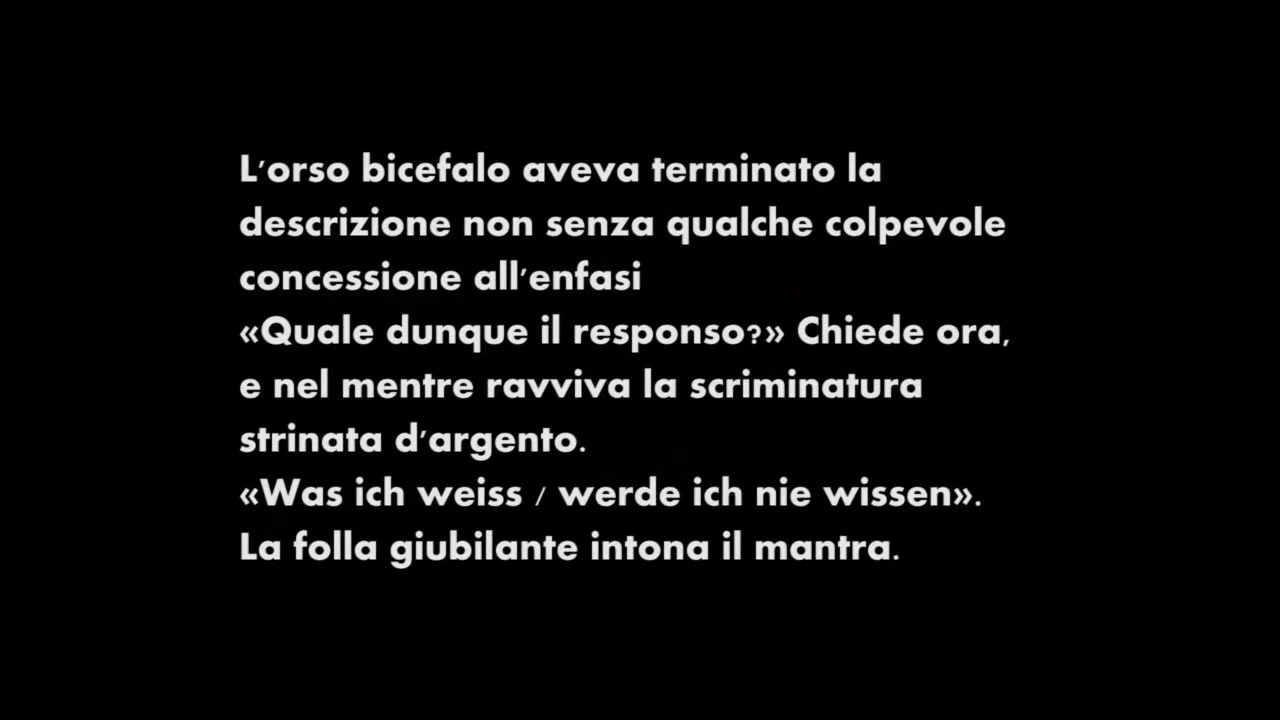 L'orso bicefalo aveva terminato la
descrizione non senza qualche colpevole
concessione all'enfasi
«Quale dunque il responso?» Chiede ora,
e nel mentre ravviva la scriminatura
strinata d'argento.
«Was ich weiss / werde ich nie wissen».
La folla giubilante intona il mantra.